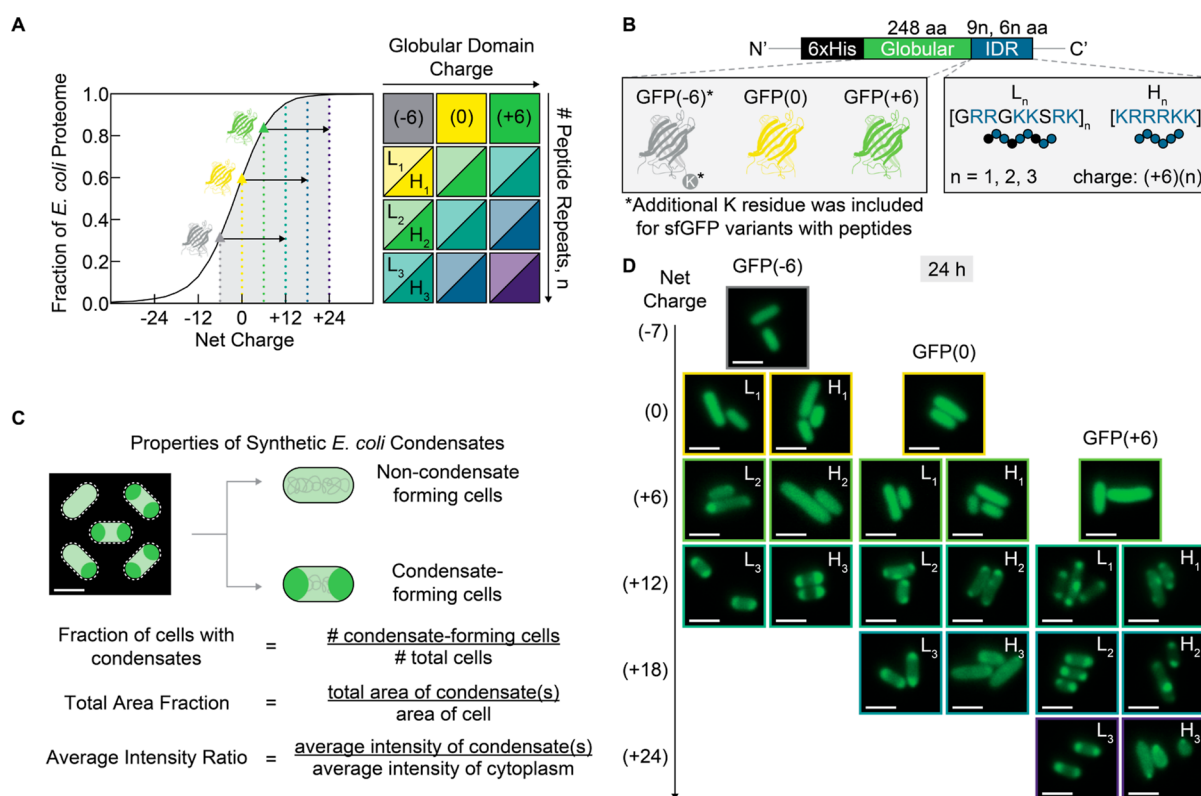 A
Globular Domain
Charge
# Peptide Repeats, n
(-6)
(0)
(+6)
L1
H1
L2
H2
L3
H3
Fraction of E. coli Proteome
1.0
0.8
0.6
0.4
0.2
0.0
-24
-12
0
+12
+24
Net Charge
B
248 aa
9n, 6n aa
N'
6xHis
Globular
IDR
C'
GFP(-6)*
GFP(0)
GFP(+6)
K*
Ln
[GRRGKKSRK]n
Hn
[KRRRKK]n
n = 1, 2, 3
charge: (+6)(n)
*Additional K residue was included
for sfGFP variants with peptides
C
Properties of Synthetic E. coli Condensates
Non-condensate
forming cells
Condensate-
forming cells
Fraction of cells with
condensates
=
# condensate-forming cells
# total cells
Total Area Fraction
=
total area of condensate(s)
area of cell
Average Intensity Ratio
=
average intensity of condensate(s)
average intensity of cytoplasm
D
Net
Charge
GFP(-6)
24 h
(-7)
GFP(0)
(0)
L1
H1
GFP(+6)
(+6)
L2
H2
L1
H1
(+12)
L3
H3
L2
H2
L1
H1
(+18)
L3
H3
L2
H2
(+24)
L3
H3